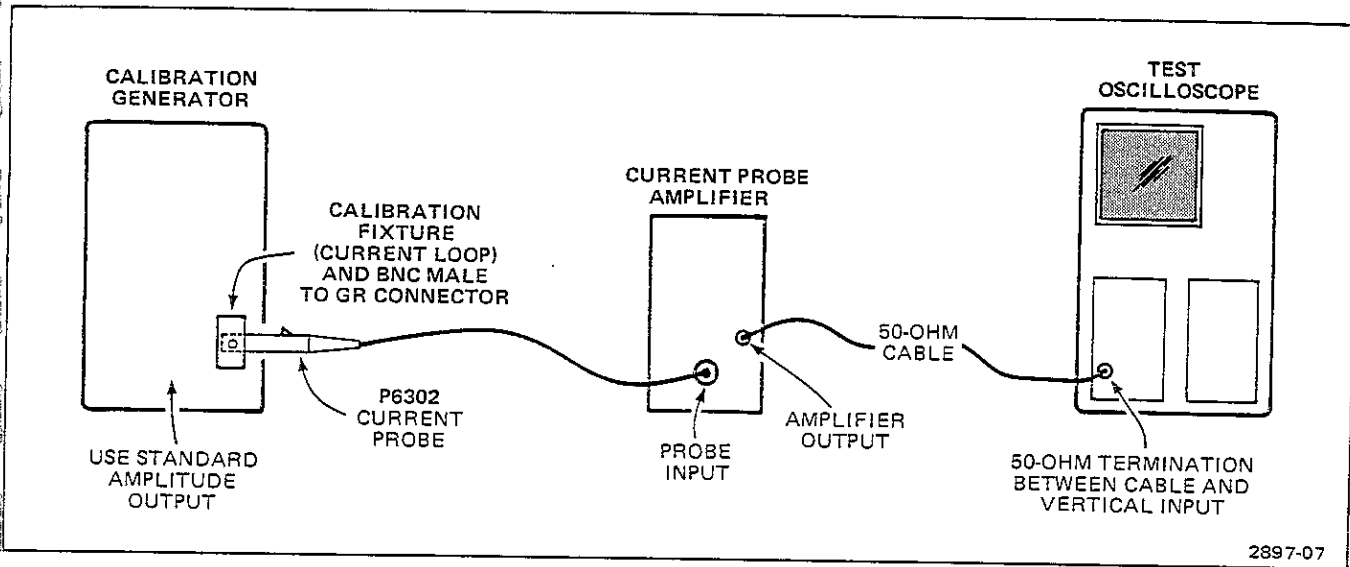 CALIBRATION
GENERATOR
CALIBRATION
FIXTURE
(CURRENT LOOP)
AND BNC MALE
TO GR CONNECTOR
P6302
CURRENT
PROBE
USE STANDARD
AMPLITUDE
OUTPUT
CURRENT PROBE
AMPLIFIER
PROBE
INPUT
AMPLIFIER
OUTPUT
50-OHM
CABLE
TEST
OSCILLOSCOPE
50-OHM TERMINATION
BETWEEN CABLE AND
VERTICAL INPUT
2897-07